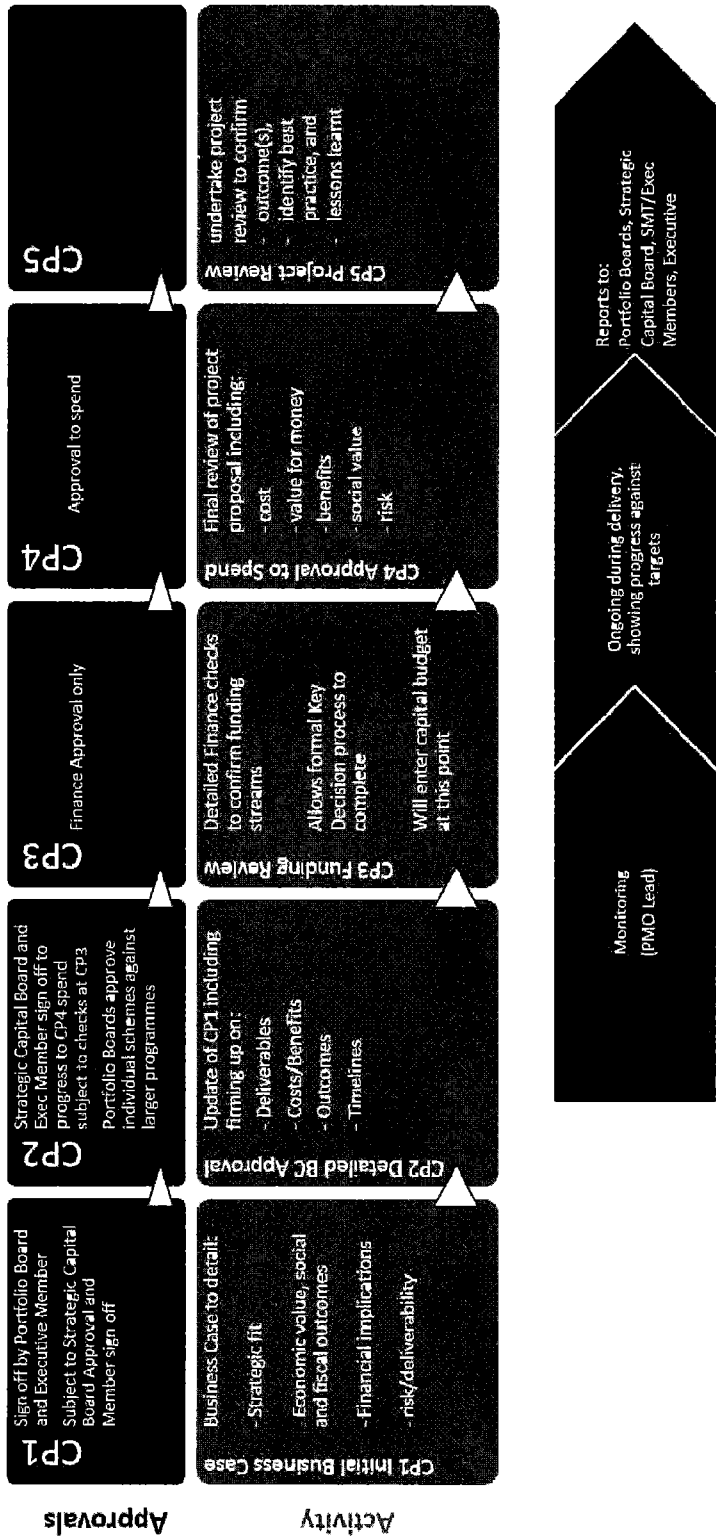 Approvals
CP1
Sign off by Portfolio Board
and Executive Member
Subject to Strategic Capital
Board Approval and
Member sign off
CP2
Strategic Capital Board and
Exec Member sign off to
progress to CP4 spend
subject to checks at CP3
Portfolio Boards approve
individual schemes against
larger programmes
CP3
Finance Approval only
CP4
Approval to spend
CP5
Activity
CP1 Initial Business Case
Business Case to detail:
- Strategic fit
- Economic value, social
and fiscal outcomes
- Financial implications
- risk/deliverability
CP2 Detailed BC Approval
Update of CP1 including
firming up on:
- Deliverables
- Costs/Benefits
- Outcomes
- Timelines
CP3 Funding Review
Detailed Finance checks
to confirm funding
streams
Allows formal Key
Decision process to
complete
Will enter capital budget
at this point
CP4 Approval to Spend
Final review of project
proposal including:
- cost
- value for money
- benefits
- social value
- risk
CP5 Project Review
undertake project
review to confirm
- outcome(s),
- identify best
practice, and
- lessons learnt
Monitoring
(PMO Lead)
Ongoing during delivery,
showing progress against
targets
Reports to:
Portfolio Boards, Strategic
Capital Board, SMT/Exec
Members, Executive